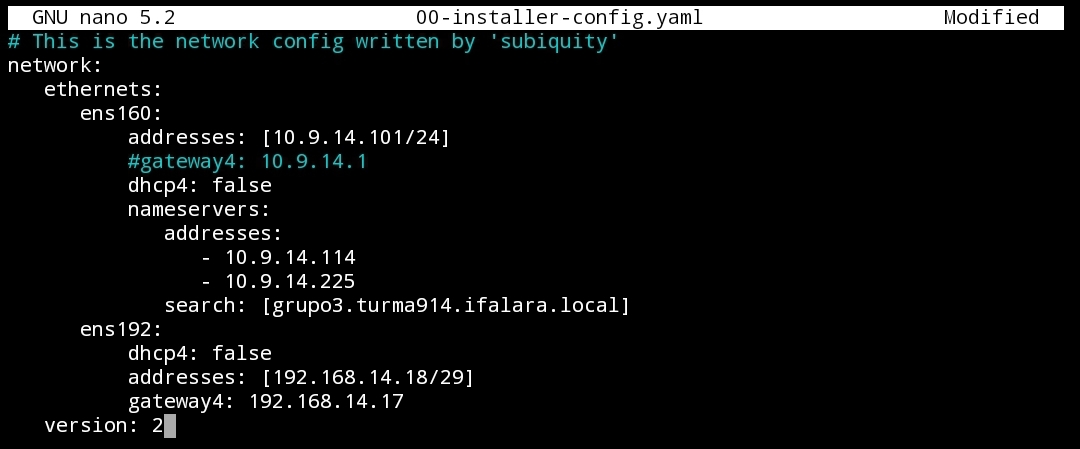 GNU nano 5.2 00-installer-config.yaml Modified
# This is the network config written by 'subiquity'
network:
ethernets:
ens160:
addresses: [10.9.14.101/24]
#gateway4: 10.9.14.1
dhcp4: false
nameservers:
addresses:
- 10.9.14.114
- 10.9.14.225
search: [grupo3.turma914.ifalara.local]
ens192:
dhcp4: false
addresses: [192.168.14.18/29]
gateway4: 192.168.14.17
version: 2